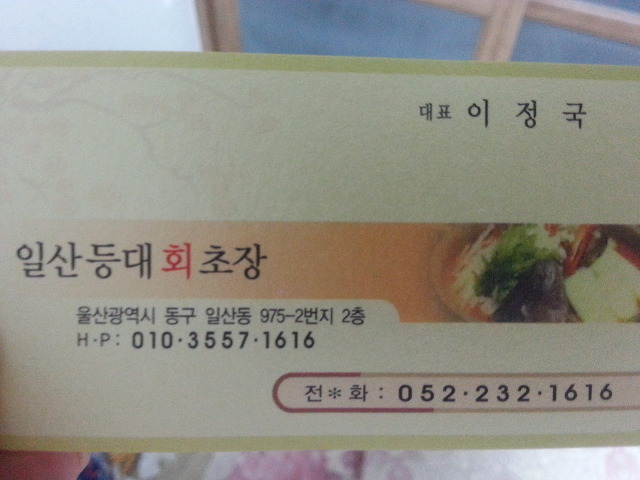 대표 이 정 국
일산등대회초장
울산광역시 동구 일산동 975-2번지 2층
H·P: 010·3557·1616
전*화 : 052·232·1616